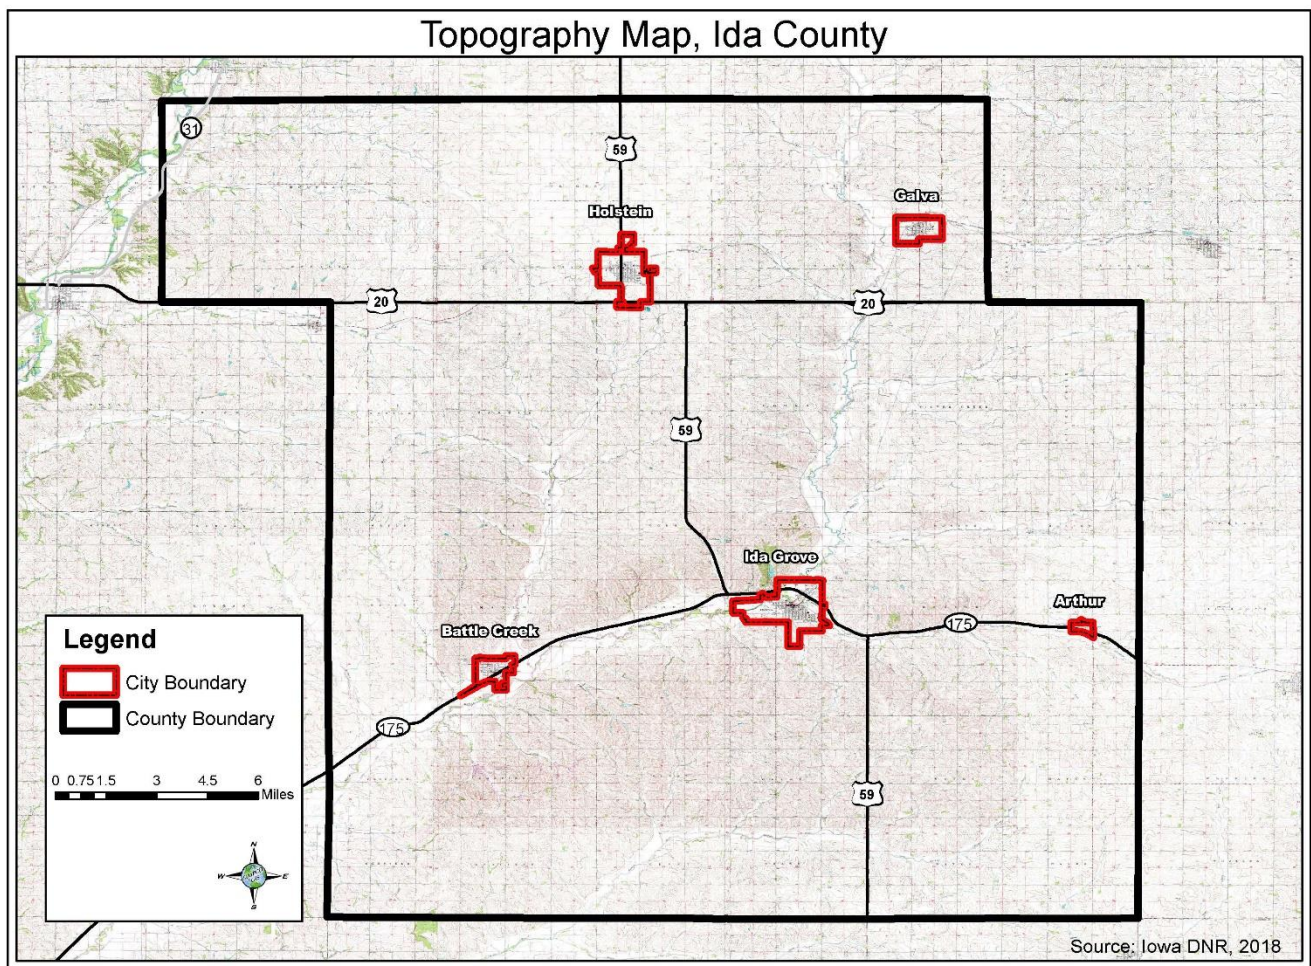 Topography Map, Ida County
31
59
Galva
Holstein
20
20
59
Ida Grove
Arthur
175
Battle Creek
175
59
Legend
City Boundary
County Boundary
0 0.75 1.5 3 4.5 6
Miles
N
W E
S
Source: Iowa DNR, 2018